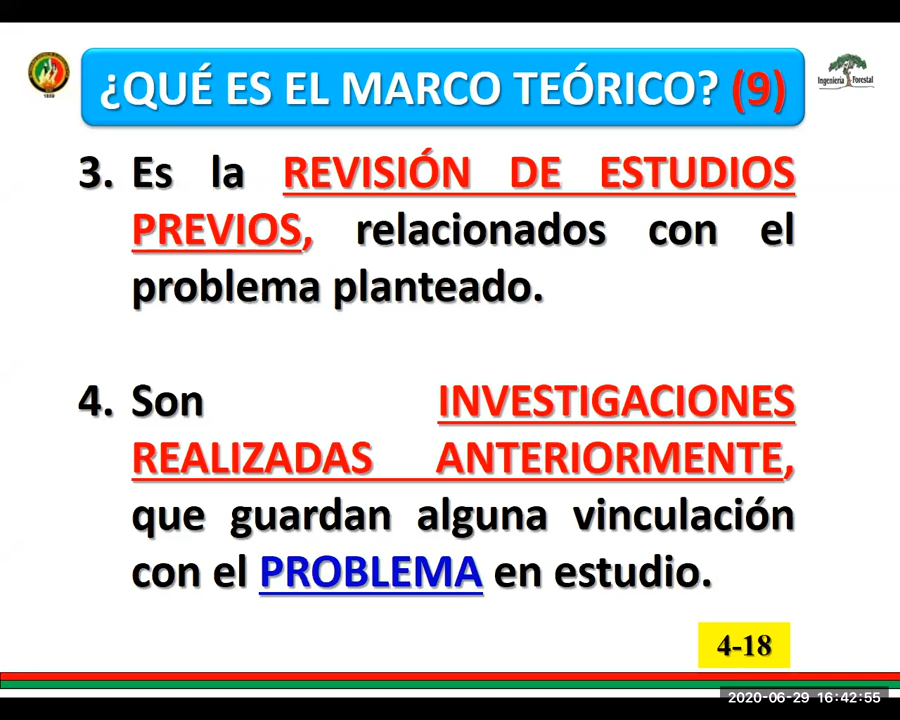 ¿QUÉ ES EL MARCO TEÓRICO? (9)
1859
Ingeniería Forestal
3. Es la REVISIÓN DE ESTUDIOS
PREVIOS, relacionados con el
problema planteado.
4. Son INVESTIGACIONES
REALIZADAS ANTERIORMENTE,
que guardan alguna vinculación
con el PROBLEMA en estudio.
4-18
2020-06-29 16:42:55